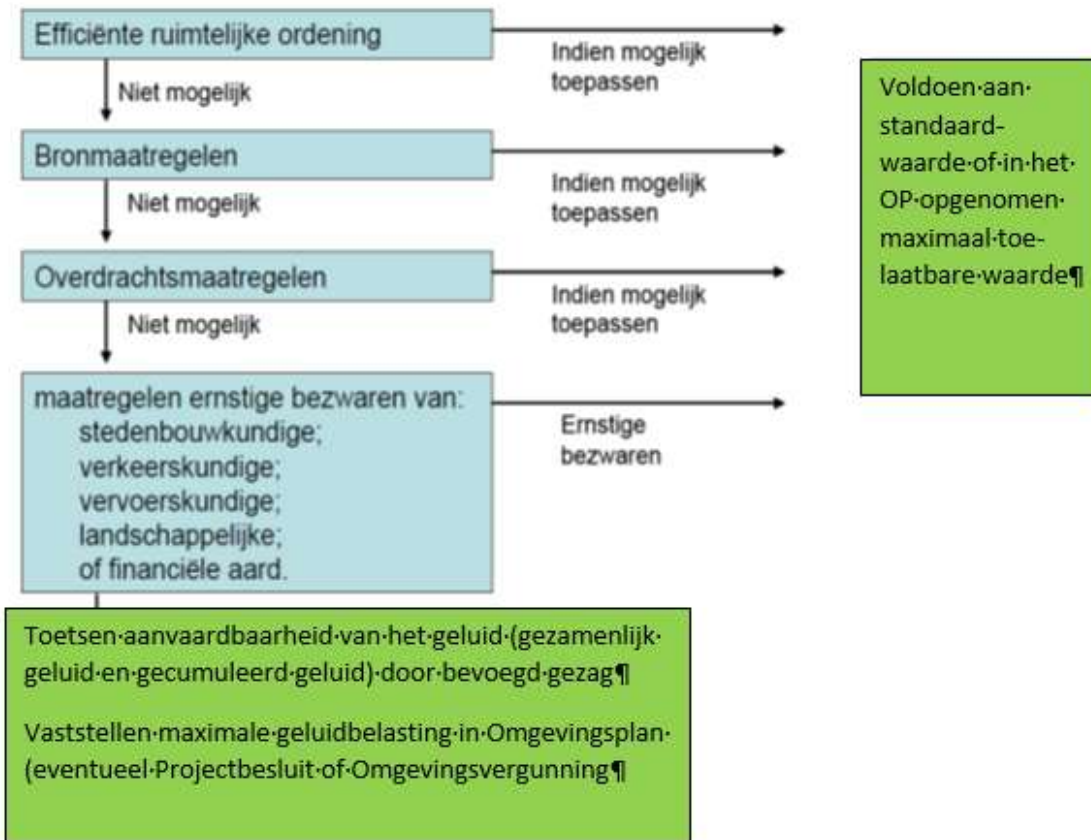 Efficiënte ruimtelijke ordening
Indien mogelijk
toepassen
Niet mogelijk
Bronmaatregelen
Indien mogelijk
toepassen
Niet mogelijk
Overdrachtsmaatregelen
Indien mogelijk
toepassen
Niet mogelijk
maatregelen ernstige bezwaren van:
stedenbouwkundige;
verkeerskundige;
vervoerskundige;
landschappelijke;
of financiële aard.
Ernstige
bezwaren
Voldoen·aan·
standaard-
waarde·of·in·het·
OP·opgenomen·
maximaal·toe-
laatbare·waarde¶
Toetsen·aanvaardbaarheid·van·het·geluid·(gezamenlijk·
geluid·en·gecumuleerd·geluid)·door·bevoegd·gezag¶
Vaststellen·maximale·geluidbelasting·in·Omgevingsplan·
(eventueel·Projectbesluit·of·Omgevingsvergunning¶